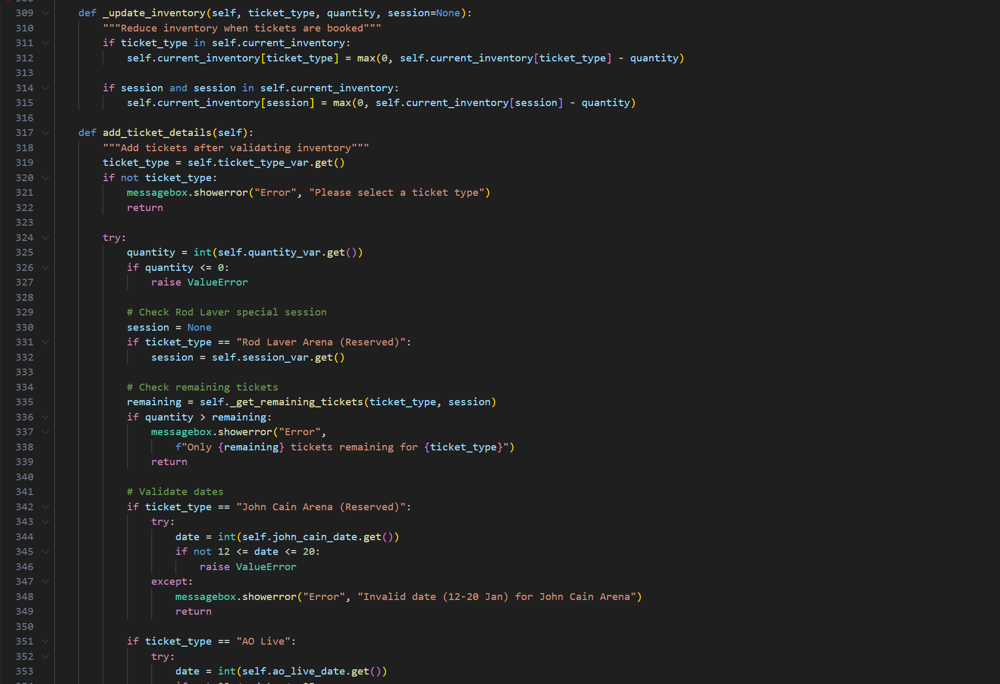 309 def _update_inventory(self, ticket_type, quantity, session=None):
310 """Reduce inventory when tickets are booked"""
311 if ticket_type in self.current_inventory:
312 self.current_inventory[ticket_type] = max(0, self.current_inventory[ticket_type] - quantity)
313
314 if session and session in self.current_inventory:
315 self.current_inventory[session] = max(0, self.current_inventory[session] - quantity)
316
317 def add_ticket_details(self):
318 """Add tickets after validating inventory"""
319 ticket_type = self.ticket_type_var.get()
320 if not ticket_type:
321 messagebox.showerror("Error", "Please select a ticket type")
322 return
323
324 try:
325 quantity = int(self.quantity_var.get())
326 if quantity <= 0:
327 raise ValueError
328
329 # Check Rod Laver special session
330 session = None
331 if ticket_type == "Rod Laver Arena (Reserved)":
332 session = self.session_var.get()
333
334 # Check remaining tickets
335 remaining = self._get_remaining_tickets(ticket_type, session)
336 if quantity > remaining:
337 messagebox.showerror("Error",
338 f"Only {remaining} tickets remaining for {ticket_type}")
339 return
340
341 # Validate dates
342 if ticket_type == "John Cain Arena (Reserved)":
343 try:
344 date = int(self.john_cain_date.get())
345 if not 12 <= date <= 20:
346 raise ValueError
347 except:
348 messagebox.showerror("Error", "Invalid date (12-20 Jan) for John Cain Arena")
349 return
350
351 if ticket_type == "AO Live":
352 try:
353 date = int(self.ao_live_date.get())